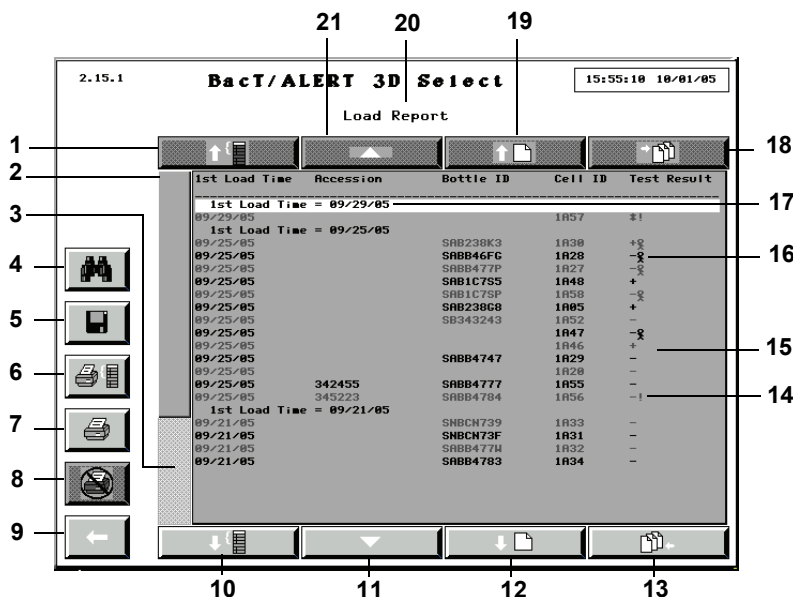 21 20 19
2.15.1 BacT/ALERT 3D Select 15:55:10 10/01/05
Load Report
1 18
2 1st Load Time Accession Bottle ID Cell ID Test Result
1st Load Time = 09/29/05 17
3 09/29/05 1A57 *!
1st Load Time = 09/25/05
09/25/05 SAB238K3 1A30 +
4 09/25/05 SABB46FG 1A28 - 16
09/25/05 SABB477P 1A27 -
09/25/05 SAB1C7S5 1A48 +
09/25/05 SAB1C7SP 1A58 -
5 09/25/05 SAB238G8 1A05 +
09/25/05 SB343243 1A52 -
09/25/05 1A47 -
09/25/05 1A46 + 15
6 09/25/05 SABB4747 1A29 -
09/25/05 1A20 -
09/25/05 342455 SABB4777 1A55 -
09/25/05 345223 SABB4784 1A56 -! 14
1st Load Time = 09/21/05
7 09/21/05 SNBCN739 1A33 -
09/21/05 SNBCN73F 1A31 -
09/21/05 SABB477W 1A32 -
09/21/05 SABB4783 1A34 -
8
9
10 11 12 13